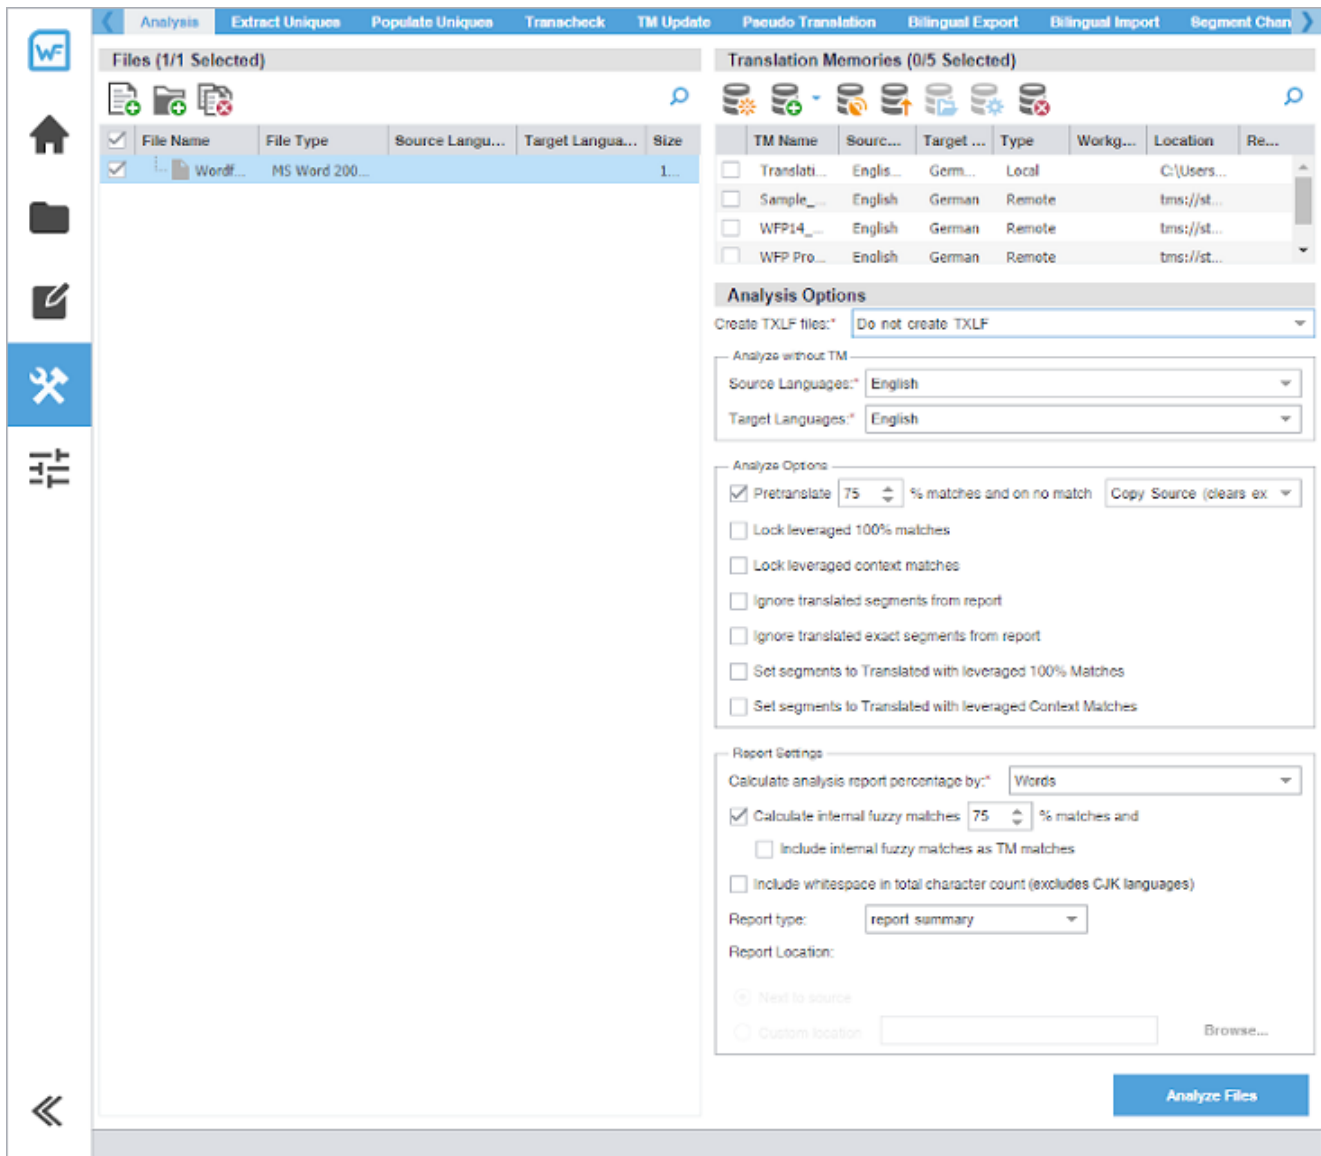 Analysis Extract Uniques Populate Uniques Transcheck TM Update Pseudo Translation Bilingual Export Bilingual Import Segment Chan
WF
Files (1/1 Selected)
File Name File Type Source Langu... Target Langua... Size
Wordf... MS Word 200... 1...
Translation Memories (0/5 Selected)
TM Name Sourc... Target ... Type Workg... Location Re...
Translati... Englis... Germ... Local C:\Users...
Sample_... English German Remote tms://st...
WFP14_... English German Remote tms://st...
WFP Pro... English German Remote tms://st...
Analysis Options
Create TXLF files:* Do not create TXLF
Analyze without TM
Source Languages:* English
Target Languages:* English
Analyze Options
Pretranslate 75 % matches and on no match Copy Source (clears ex
Lock leveraged 100% matches
Lock leveraged context matches
Ignore translated segments from report
Ignore translated exact segments from report
Set segments to Translated with leveraged 100% Matches
Set segments to Translated with leveraged Context Matches
Report Settings
Calculate analysis report percentage by:* Words
Calculate internal fuzzy matches 75 % matches and
Include internal fuzzy matches as TM matches
Include whitespace in total character count (excludes CJK languages)
Report type: report summary
Report Location:
Next to source
Custom location Browse...
Analyze Files